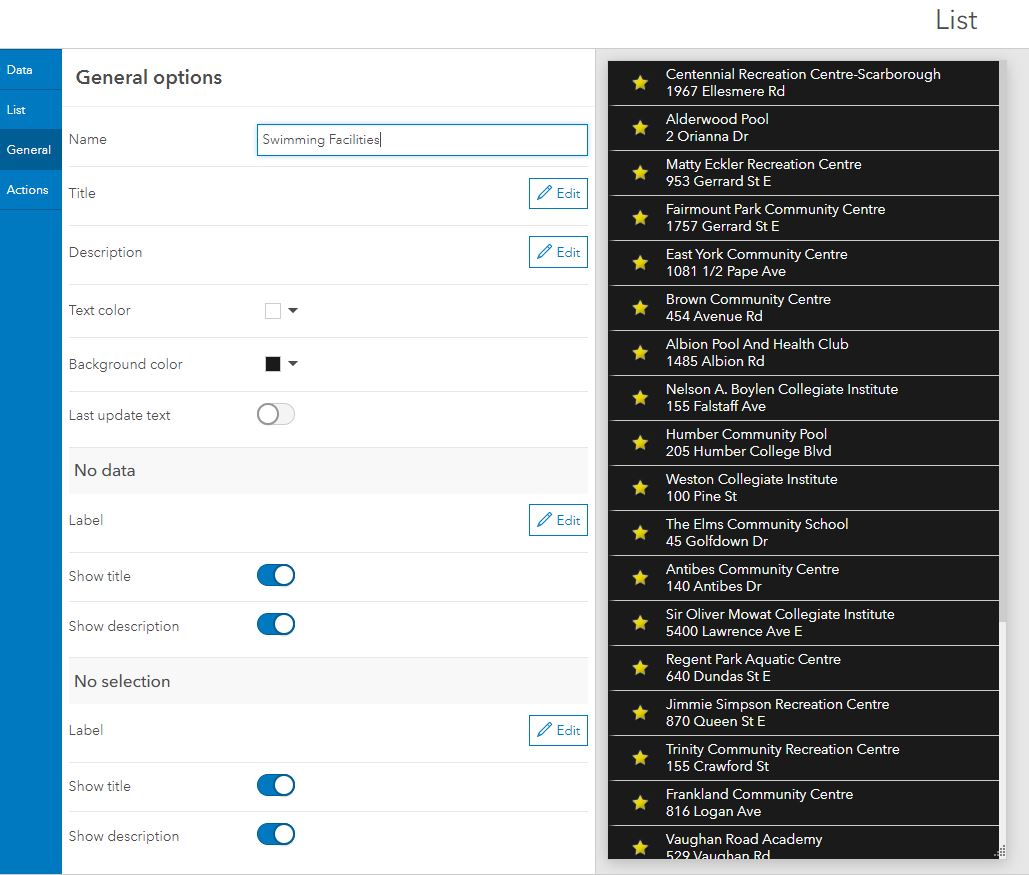 List
Data
List
General
Actions
General options
Name
Swimming Facilities
Title
Edit
Description
Edit
Text color
Background color
Last update text
No data
Label
Edit
Show title
Show description
No selection
Label
Edit
Show title
Show description
Centennial Recreation Centre-Scarborough
1967 Ellesmere Rd
Alderwood Pool
2 Orianna Dr
Matty Eckler Recreation Centre
953 Gerrard St E
Fairmount Park Community Centre
1757 Gerrard St E
East York Community Centre
1081 1/2 Pape Ave
Brown Community Centre
454 Avenue Rd
Albion Pool And Health Club
1485 Albion Rd
Nelson A. Boylen Collegiate Institute
155 Falstaff Ave
Humber Community Pool
205 Humber College Blvd
Weston Collegiate Institute
100 Pine St
The Elms Community School
45 Golfdown Dr
Antibes Community Centre
140 Antibes Dr
Sir Oliver Mowat Collegiate Institute
5400 Lawrence Ave E
Regent Park Aquatic Centre
640 Dundas St E
Jimmie Simpson Recreation Centre
870 Queen St E
Trinity Community Recreation Centre
155 Crawford St
Frankland Community Centre
816 Logan Ave
Vaughan Road Academy
529 Vaughan Rd